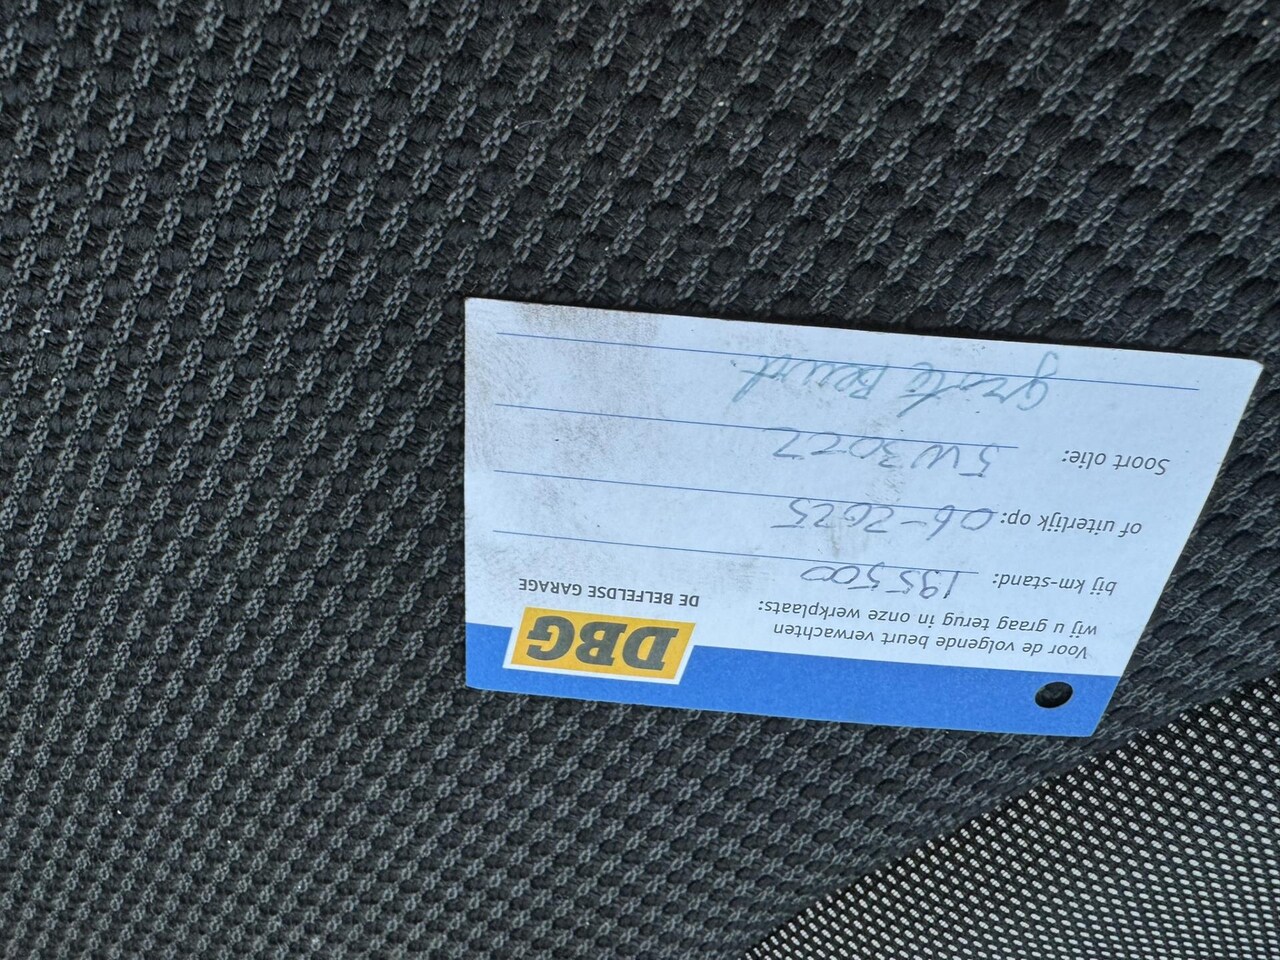 DBG
DE BELFELDSE GARAGE
Voor de volgende beurt verwachten
wij u graag terug in onze werkplaats:
bij km-stand: 195500
of uiterlijk op: 06-2025
Soort olie: 5W30-ZZ
grote Beurt